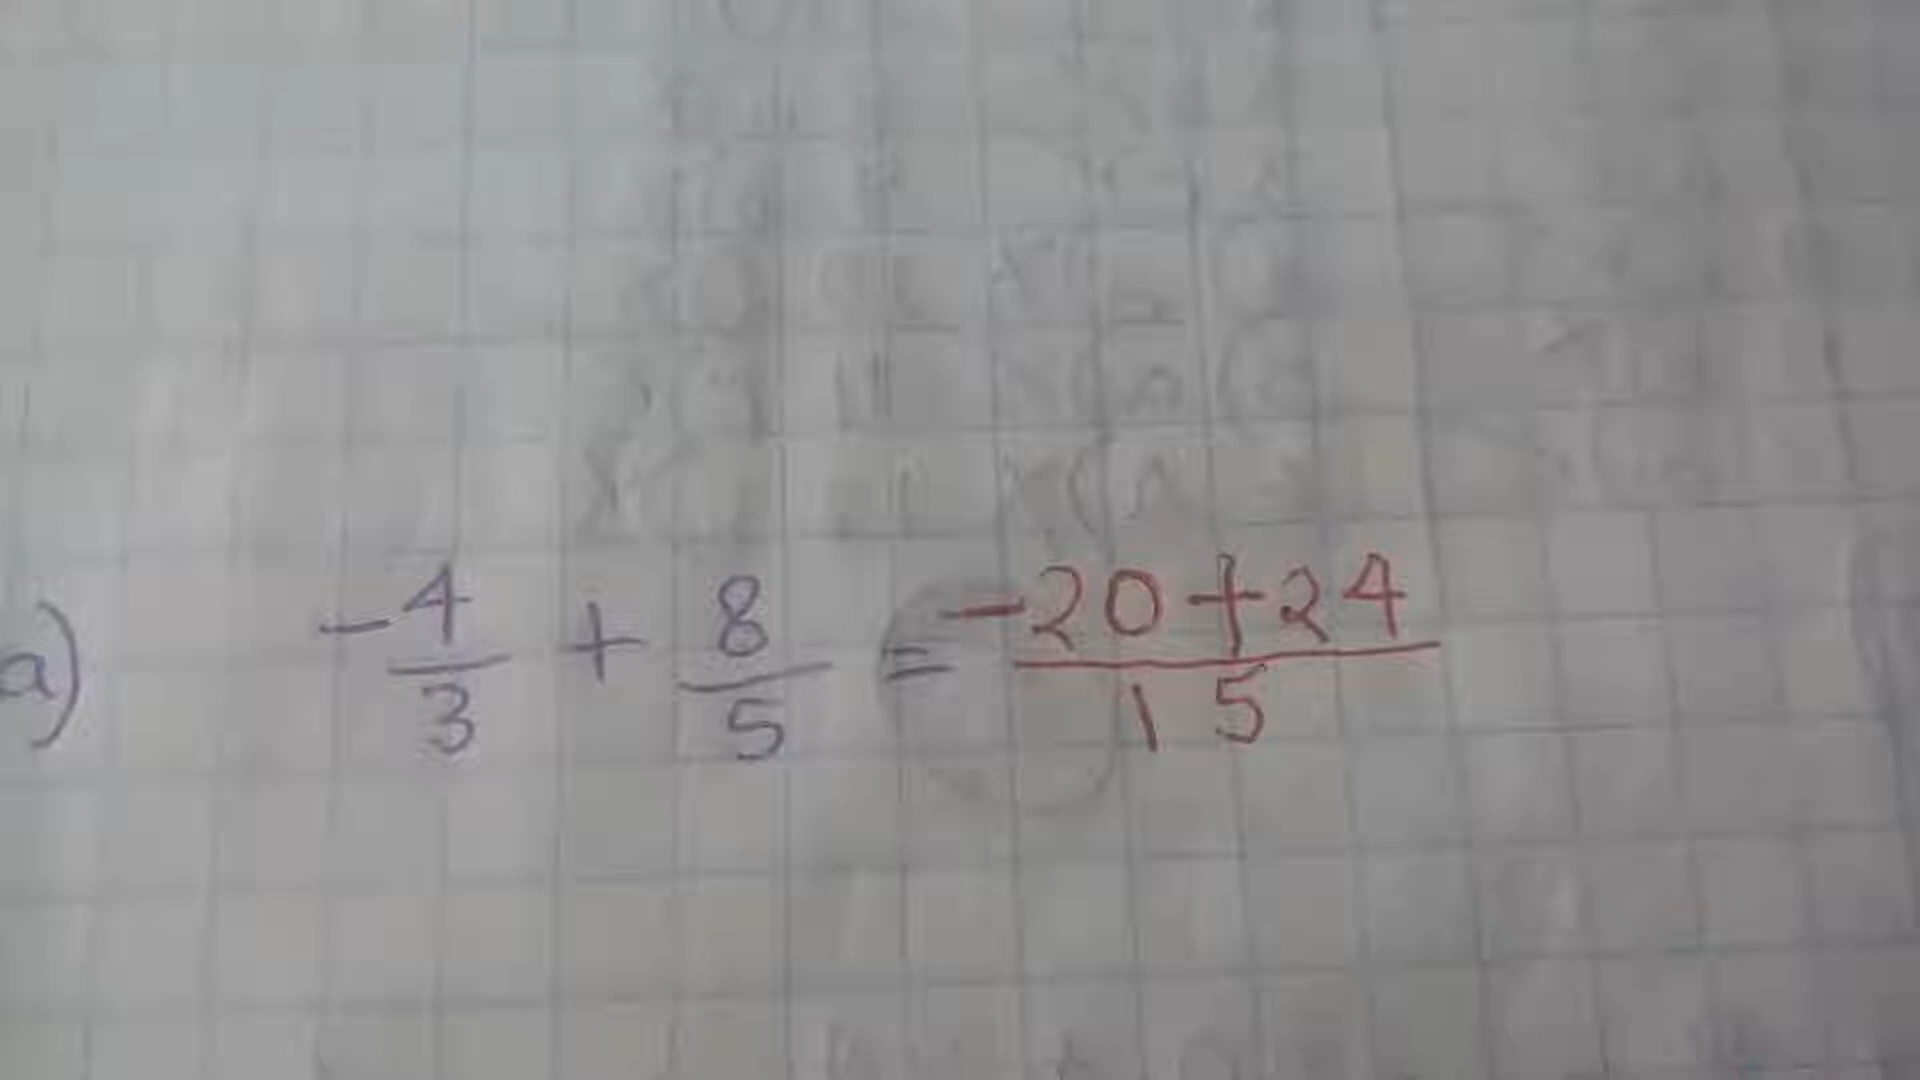 a) -4/3 + 8/5 = -20+24/15